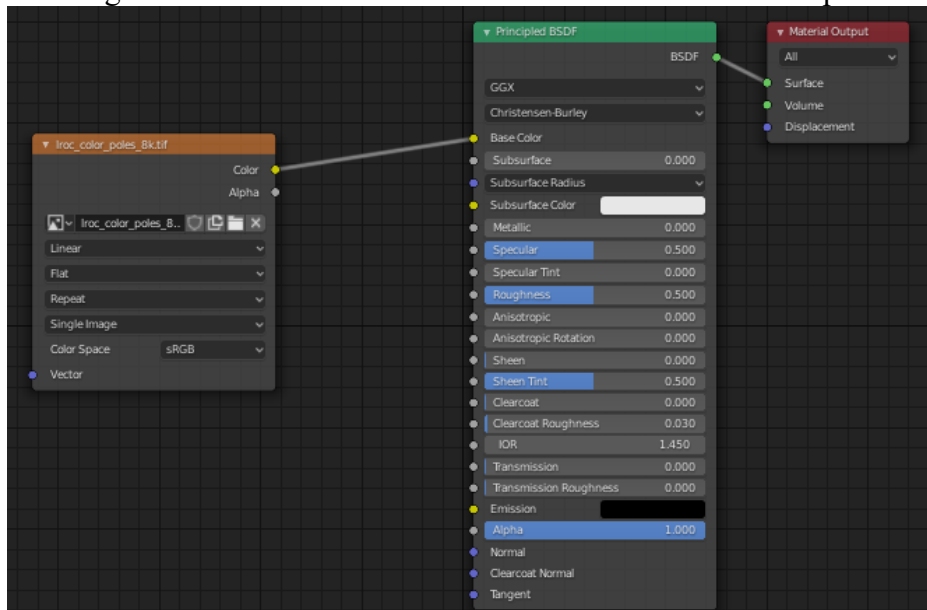 Iroc_color_poles_8k.tif
Color
Alpha
Iroc_color_poles_8..
Linear
Flat
Repeat
Single Image
Color Space sRGB
Vector
Principled BSDF
BSDF
GGX
Christensen-Burley
Base Color
Subsurface 0.000
Subsurface Radius
Subsurface Color
Metallic 0.000
Specular 0.500
Specular Tint 0.000
Roughness 0.500
Anisotropic 0.000
Anisotropic Rotation 0.000
Sheen 0.000
Sheen Tint 0.500
Clearcoat 0.000
Clearcoat Roughness 0.030
IOR 1.450
Transmission 0.000
Transmission Roughness 0.000
Emission
Alpha 1.000
Normal
Clearcoat Normal
Tangent
Material Output
All
Surface
Volume
Displacement